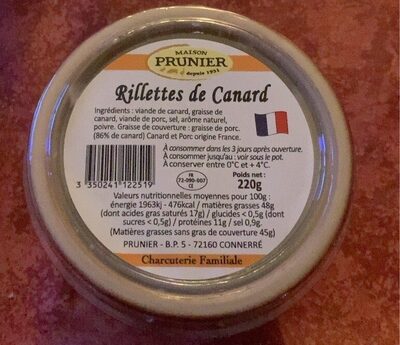 MAISON
PRUNIER
depuis 1931
Rillettes de Canard
Ingrédients : viande de canard, graisse de
canard, viande de porc, sel, arôme naturel,
poivre. Graisse de couverture : graisse de porc.
(86% de canard) Canard et Porc origine France.
À consommer dans les 3 jours après ouverture.
À consommer jusqu'au : voir sous le pot.
À conserver entre 0°C et + 4°C.
3 350241 122519
FR
72-090-007
CE
Poids net :
220g
Valeurs nutritionnelles moyennes pour 100g :
énergie 1963kj - 476kcal / matières grasses 48g
(dont acides gras saturés 17g) / glucides < 0,5g (dont
sucres < 0,5g) / protéines 11g / sel 0,9g.
(Matières grasses sans gras de couverture 45g)
PRUNIER - B.P. 5 - 72160 CONNERRÉ
Charcuterie Familiale